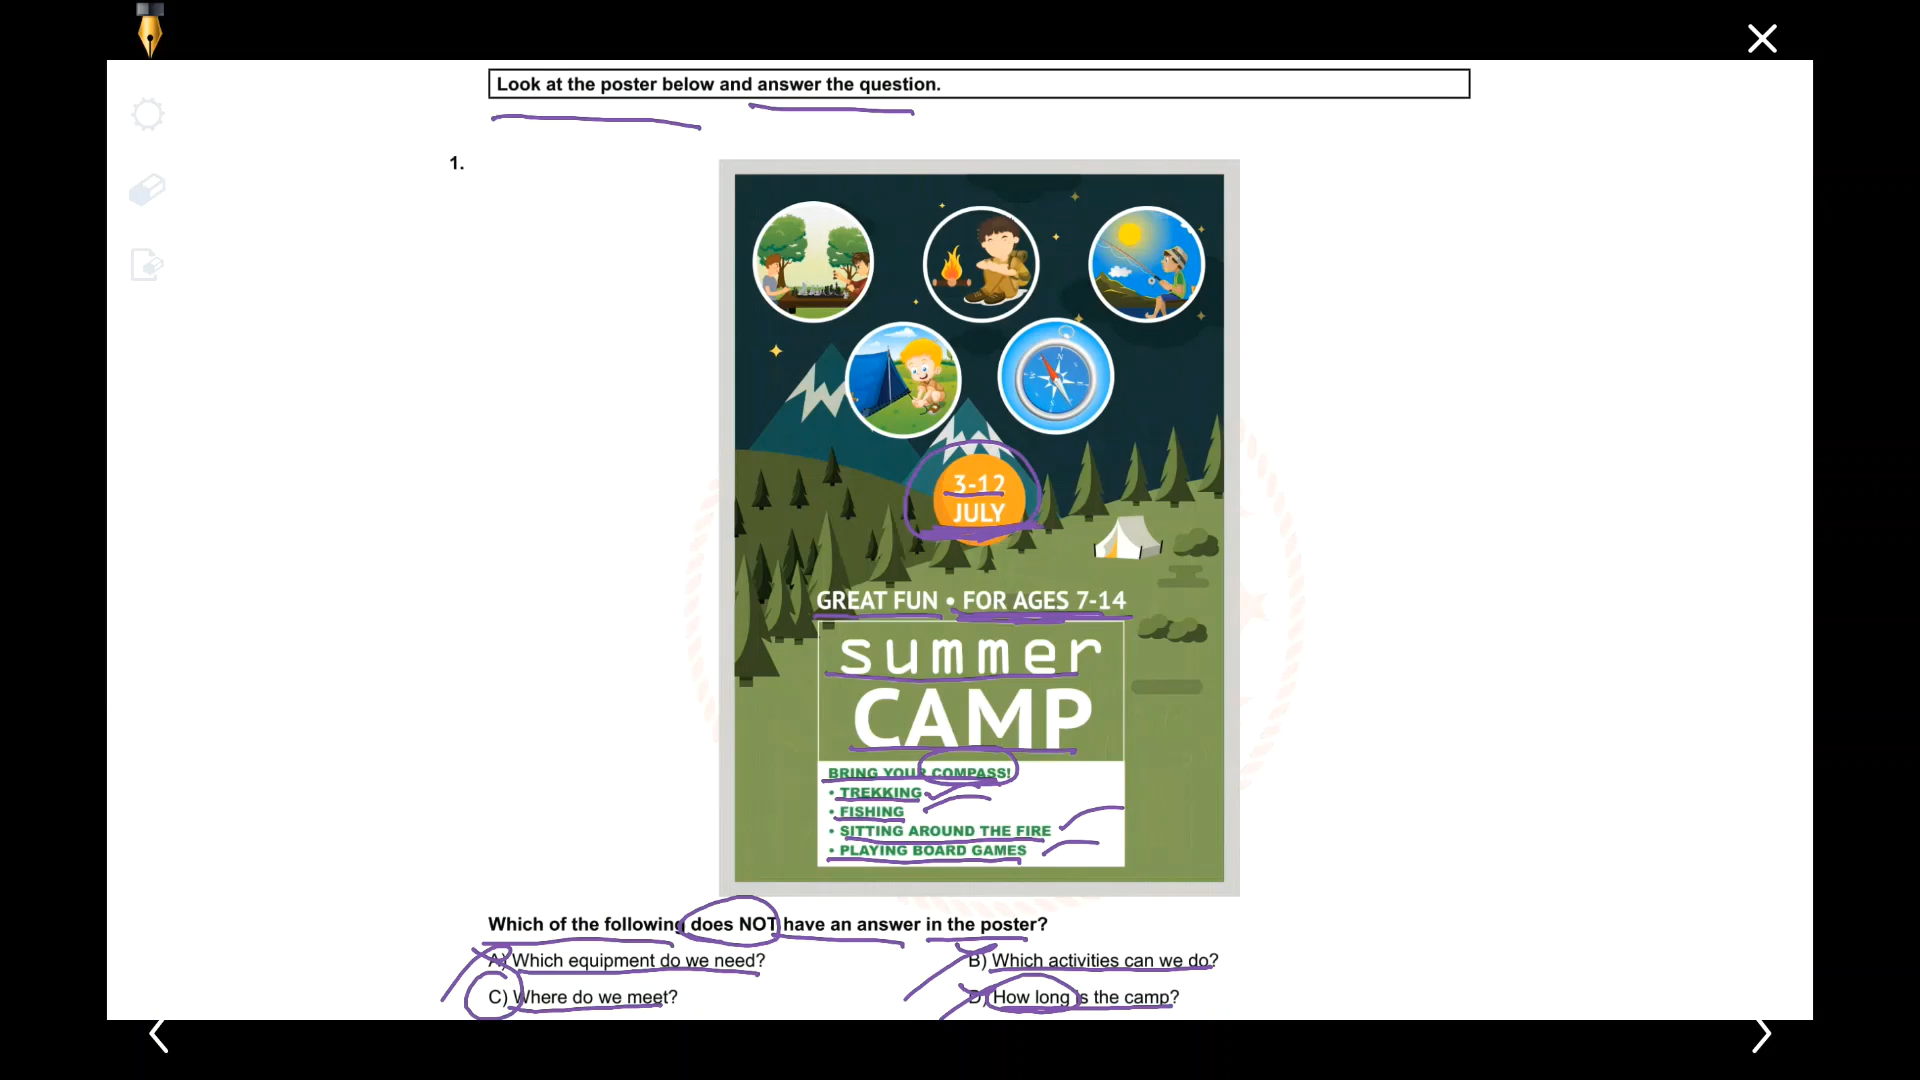 Look at the poster below and answer the question.
1.
3-12
JULY
GREAT FUN • FOR AGES 7-14
summer
CAMP
BRING YOUR COMPASS!
• TREKKING
• FISHING
• SITTING AROUND THE FIRE
• PLAYING BOARD GAMES
Which of the following does NOT have an answer in the poster?
A) Which equipment do we need? B) Which activities can we do?
C) Where do we meet? D) How long is the camp?